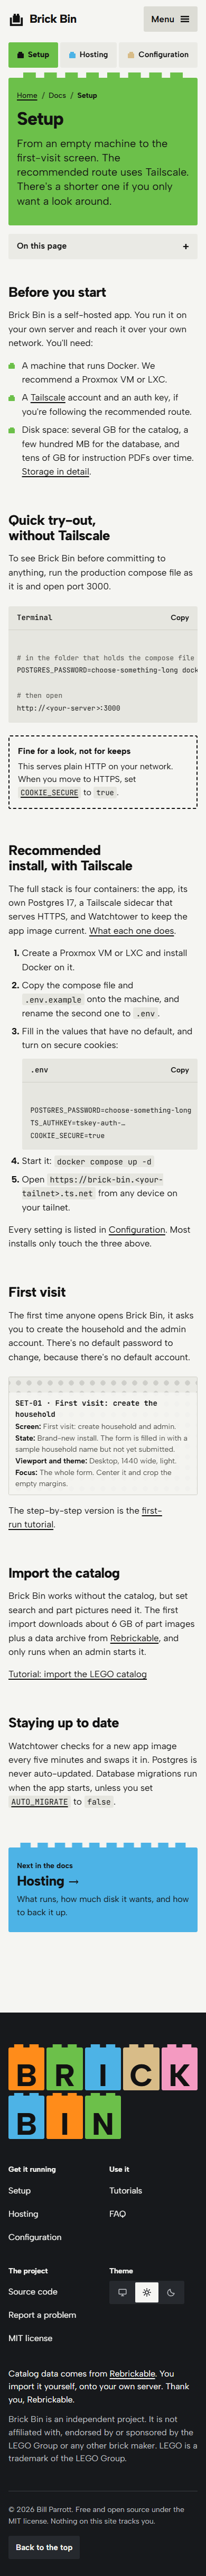 Brick Bin
Menu
Setup
Hosting
Configuration
Home / Docs / Setup
Setup
From an empty machine to the
first-visit screen. The
recommended route uses Tailscale.
There's a shorter one if you only
want a look around.
On this page +
Before you start
Brick Bin is a self-hosted app. You run it on
your own server and reach it over your own
network. You'll need:
A machine that runs Docker. We
recommend a Proxmox VM or LXC.
A Tailscale account and an auth key, if
you're following the recommended route.
Disk space: several GB for the catalog, a
few hundred MB for the database, and
tens of GB for instruction PDFs over time.
Storage in detail.
Quick try-out,
without Tailscale
To see Brick Bin before committing to
anything, run the production compose file as
it is and open port 3000.
Terminal
Copy
# in the folder that holds the compose file
POSTGRES_PASSWORD=choose-something-long dock
# then open
http://<your-server>:3000
Fine for a look, not for keeps
This serves plain HTTP on your network.
When you move to HTTPS, set
COOKIE_SECURE to true.
Recommended
install, with Tailscale
The full stack is four containers: the app, its
own Postgres 17, a Tailscale sidecar that
serves HTTPS, and Watchtower to keep the
app image current. What each one does.
1. Create a Proxmox VM or LXC and install
Docker on it.
2. Copy the compose file and
.env.example onto the machine, and
rename the second one to .env.
3. Fill in the values that have no default, and
turn on secure cookies:
.env
Copy
POSTGRES_PASSWORD=choose-something-long
TS_AUTHKEY=tskey-auth-…
COOKIE_SECURE=true
4. Start it: docker compose up -d
5. Open https://brick-bin.<your-
tailnet>.ts.net from any device on
your tailnet.
Every setting is listed in Configuration. Most
installs only touch the three above.
First visit
The first time anyone opens Brick Bin, it asks
you to create the household and the admin
account. There's no default password to
change, because there's no default account.
SET-01 · First visit: create the
household
Screen: First visit: create household and admin.
State: Brand-new install. The form is filled in with a
sample household name but not yet submitted.
Viewport and theme: Desktop, 1440 wide, light.
Focus: The whole form. Center it and crop the
empty margins.
The step-by-step version is the first-
run tutorial.
Import the catalog
Brick Bin works without the catalog, but set
search and part pictures need it. The first
import downloads about 6 GB of part images
plus a data archive from Rebrickable, and
only runs when an admin starts it.
Tutorial: import the LEGO catalog
Staying up to date
Watchtower checks for a new app image
every five minutes and swaps it in. Postgres is
never auto-updated. Database migrations run
when the app starts, unless you set
AUTO_MIGRATE to false.
Next in the docs
Hosting →
What runs, how much disk it wants, and how
to back it up.
BRICK
BIN
Get it running
Setup
Hosting
Configuration
Use it
Tutorials
FAQ
The project
Source code
Report a problem
MIT license
Theme
Catalog data comes from Rebrickable. You
import it yourself, onto your own server. Thank
you, Rebrickable.
Brick Bin is an independent project. It is not
affiliated with, endorsed by or sponsored by the
LEGO Group or any other brick maker. LEGO is a
trademark of the LEGO Group.
© 2026 Bill Parrott. Free and open source under the
MIT license. Nothing on this site tracks you.
Back to the top